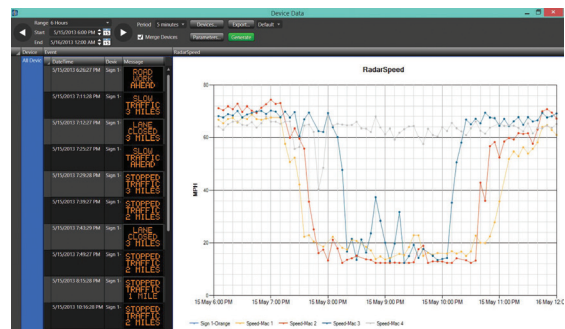 Device Data
Range 6 Hours Period 5 minutes Devices... Export... Default
Start 5/15/2013 6:00 PM Merge Devices Parameters... Generate
End 5/16/2013 12:00 AM
Device Event RadarSpeed
All Devic DateTime Devic Message
5/15/2013 6:26:27 PM Sign 1- ROAD
WORK
AHEAD
5/15/2013 7:11:28 AM Sign 1- SLOW
TRAFFIC
3 MILES
5/15/2013 7:12:27 PM Sign 1- LANE
CLOSED
3 MILES
5/15/2013 7:25:27 PM Sign 1- SLOW
TRAFFIC
AHEAD
5/15/2013 7:29:28 PM Sign 1- STOPPED
TRAFFIC
3 MILES
5/15/2013 7:39:27 PM Sign 1- STOPPED
TRAFFIC
2 MILES
5/15/2013 7:43:29 PM Sign 1- LANE
CLOSED
3 MILES
5/15/2013 7:49:27 PM Sign 1- STOPPED
TRAFFIC
2 MILES
5/15/2013 8:15:28 PM Sign 1- STOPPED
TRAFFIC
1 MILE
5/15/2013 10:16:28 PM Sign 1- STOPPED
TRAFFIC
2 MILES
RadarSpeed
80
60
40
20
0
MPH
15 May 6:00 PM 15 May 7:00 PM 15 May 8:00 PM 15 May 9:00 PM 15 May 10:00 PM 15 May 11:00 PM 16 May 12:0
Sign 1-Orange Speed-Mac 1 Speed-Mac 2 Speed-Mac 3 Speed-Mac 4